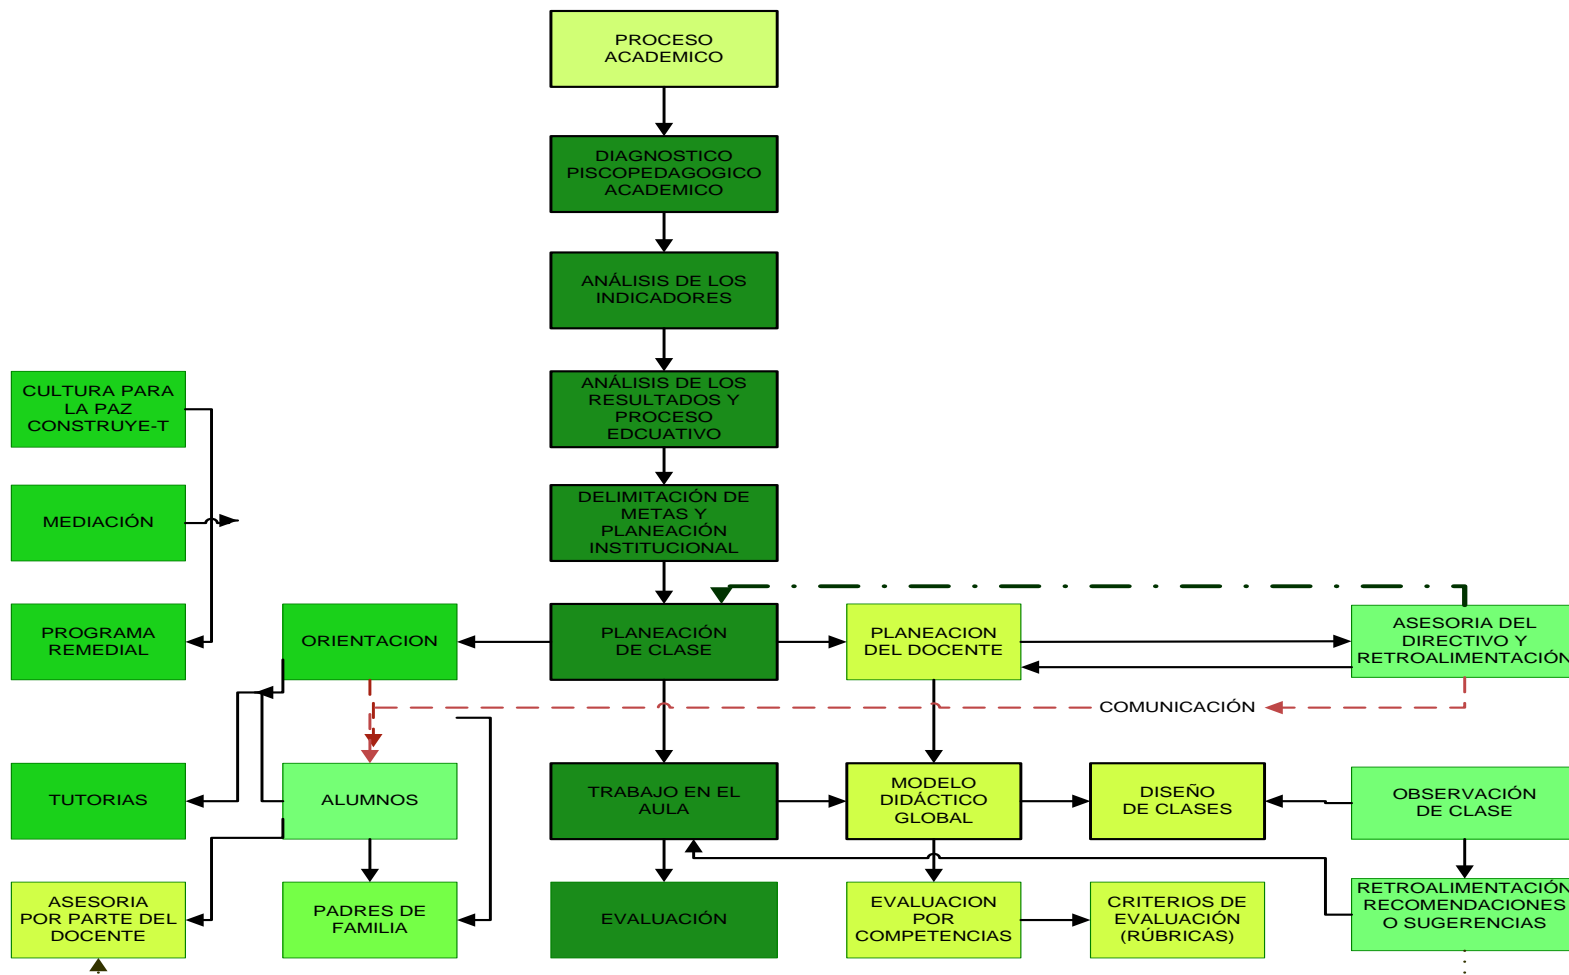 PROCESO
ACADEMICO
DIAGNOSTICO
PISCOPEDAGOGICO
ACADEMICO
ANÁLISIS DE LOS
INDICADORES
CULTURA PARA
LA PAZ
CONSTRUYE-T
ANÁLISIS DE LOS
RESULTADOS Y
PROCESO
EDCUATIVO
MEDIACIÓN
DELIMITACIÓN DE
METAS Y
PLANEACIÓN
INSTITUCIONAL
PROGRAMA
REMEDIAL
ORIENTACION
PLANEACIÓN
DE CLASE
PLANEACION
DEL DOCENTE
ASESORIA DEL
DIRECTIVO Y
RETROALIMENTACIÓN
COMUNICACIÓN
TUTORIAS
ALUMNOS
TRABAJO EN EL
AULA
MODELO
DIDÁCTICO
GLOBAL
DISEÑO
DE CLASES
OBSERVACIÓN
DE CLASE
ASESORIA
POR PARTE DEL
DOCENTE
PADRES DE
FAMILIA
EVALUACIÓN
EVALUACION
POR
COMPETENCIAS
CRITERIOS DE
EVALUACIÓN
(RÚBRICAS)
RETROALIMENTACIÓN
RECOMENDACIONES
O SUGERENCIAS